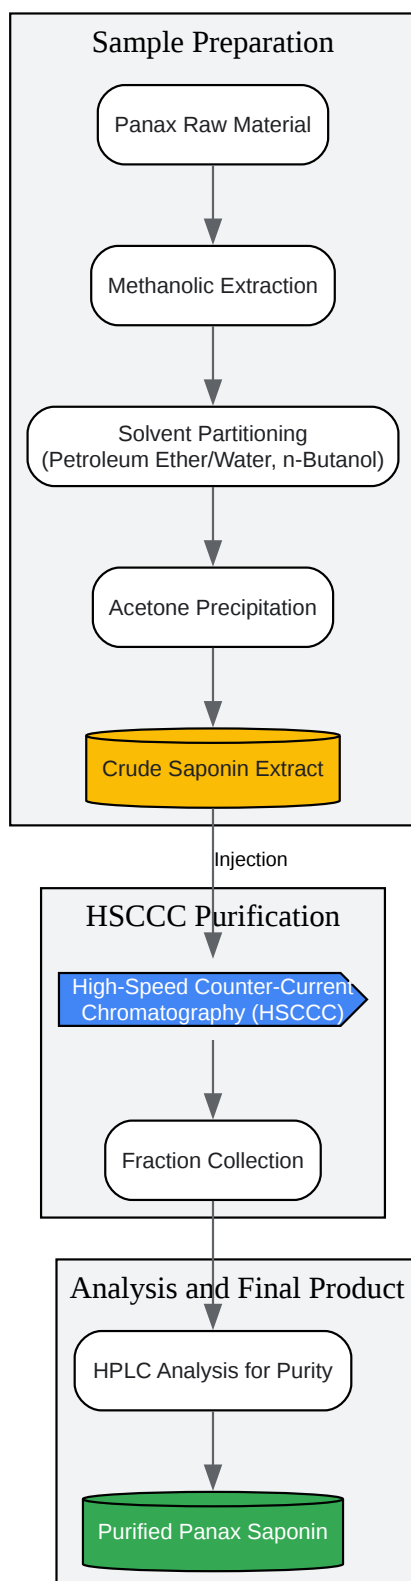 Sample Preparation
Panax Raw Material
Methanolic Extraction
Solvent Partitioning
(Petroleum Ether/Water, n-Butanol)
Acetone Precipitation
Crude Saponin Extract
Injection
HSCCC Purification
High-Speed Counter-Current
Chromatography (HSCCC)
Fraction Collection
Analysis and Final Product
HPLC Analysis for Purity
Purified Panax Saponin